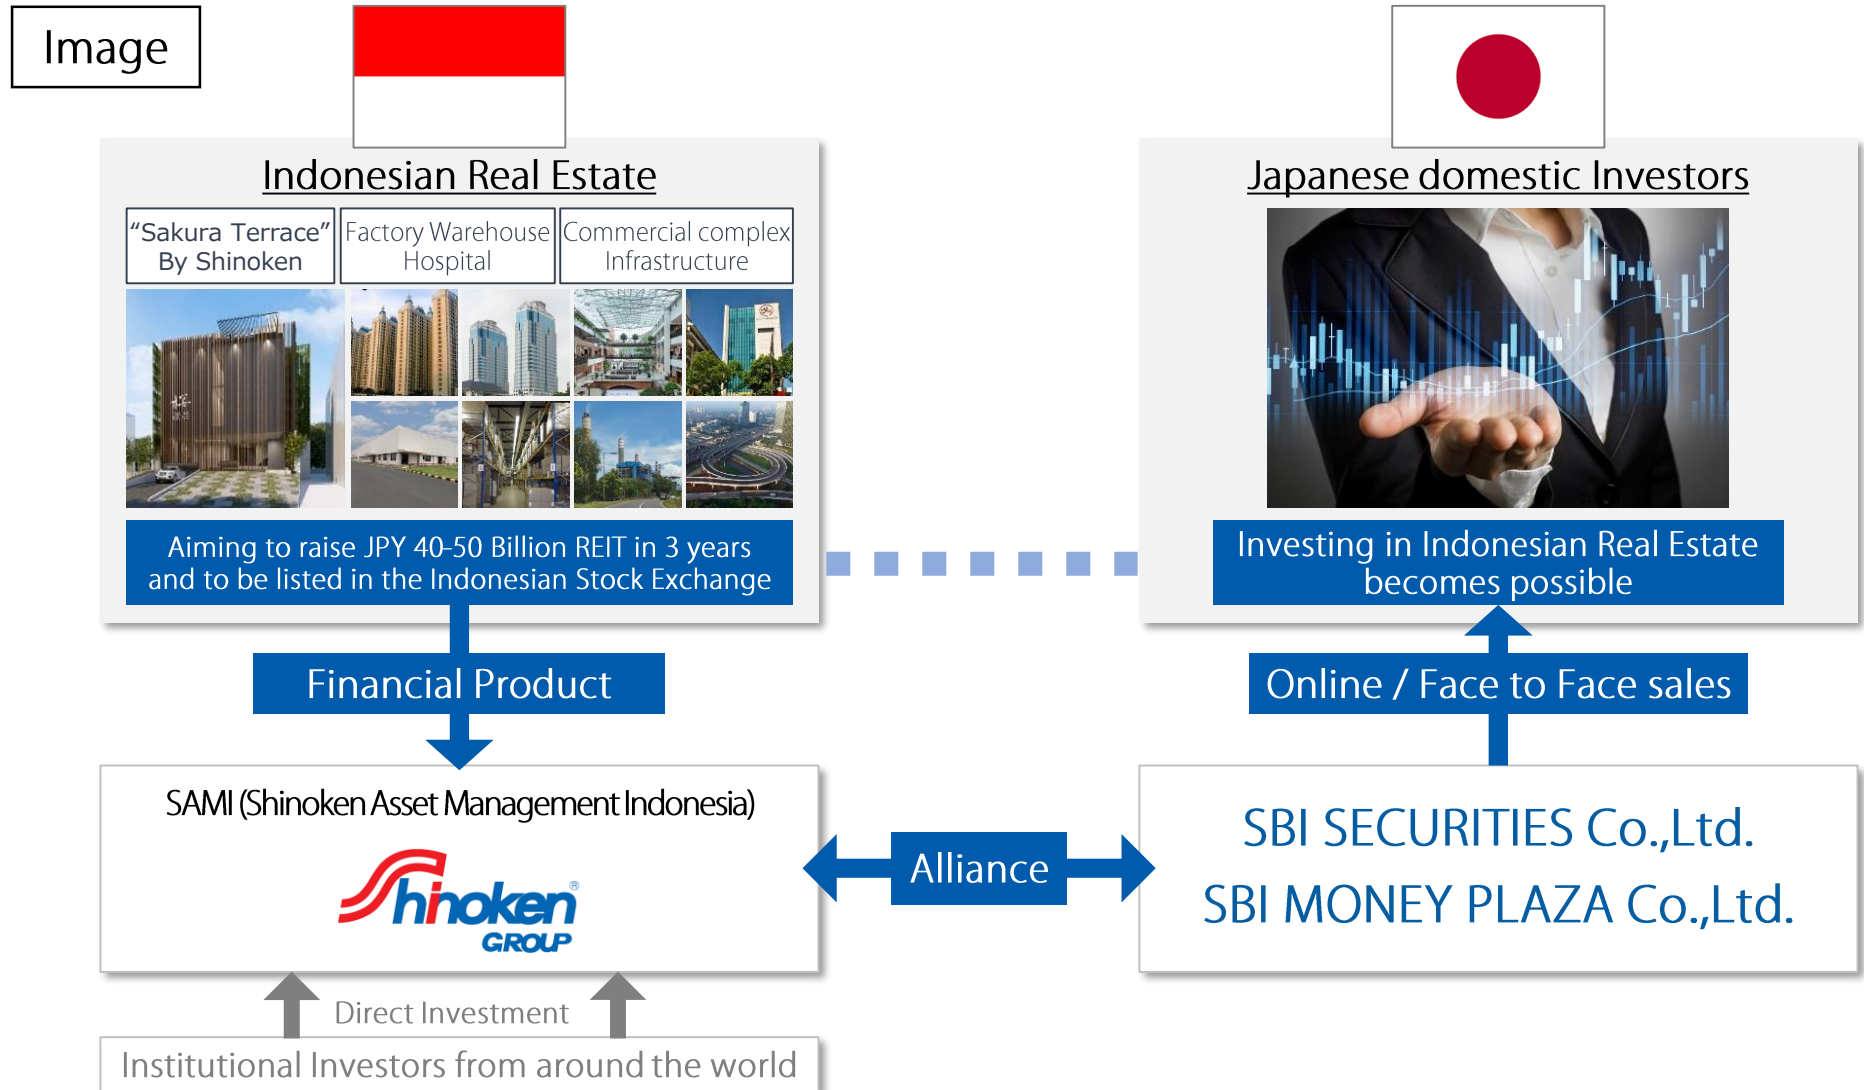 Image
Indonesian Real Estate
“Sakura Terrace”
By Shinoken
Factory Warehouse
Hospital
Commercial complex
Infrastructure
Aiming to raise JPY 40-50 Billion REIT in 3 years
and to be listed in the Indonesian Stock Exchange
Financial Product
SAMI (Shinoken Asset Management Indonesia)
Shinoken®
GROUP
Direct Investment
Institutional Investors from around the world
Alliance
Japanese domestic Investors
Investing in Indonesian Real Estate
becomes possible
Online / Face to Face sales
SBI SECURITIES Co.,Ltd.
SBI MONEY PLAZA Co.,Ltd.